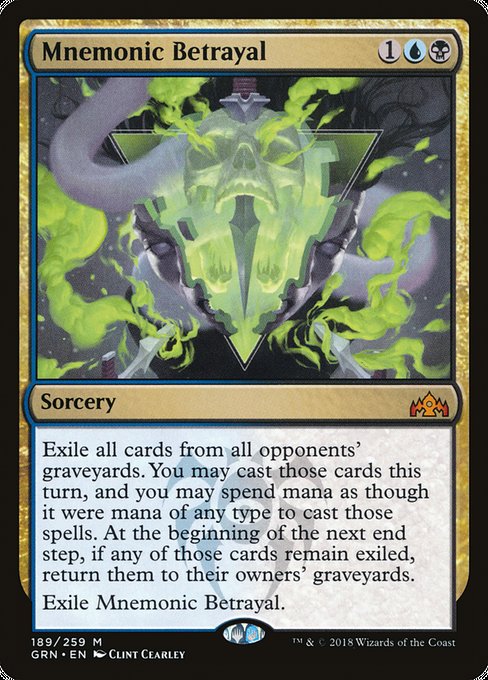 Mnemonic Betrayal 1
Sorcery
Exile all cards from all opponents’
graveyards. You may cast those cards this
turn, and you may spend mana as though
it were mana of any type to cast those
spells. At the beginning of the next end
step, if any of those cards remain exiled,
return them to their owners’ graveyards.
Exile Mnemonic Betrayal.
189/259 M
GRN • EN Clint Cearley
™ & © 2018 Wizards of the Coast